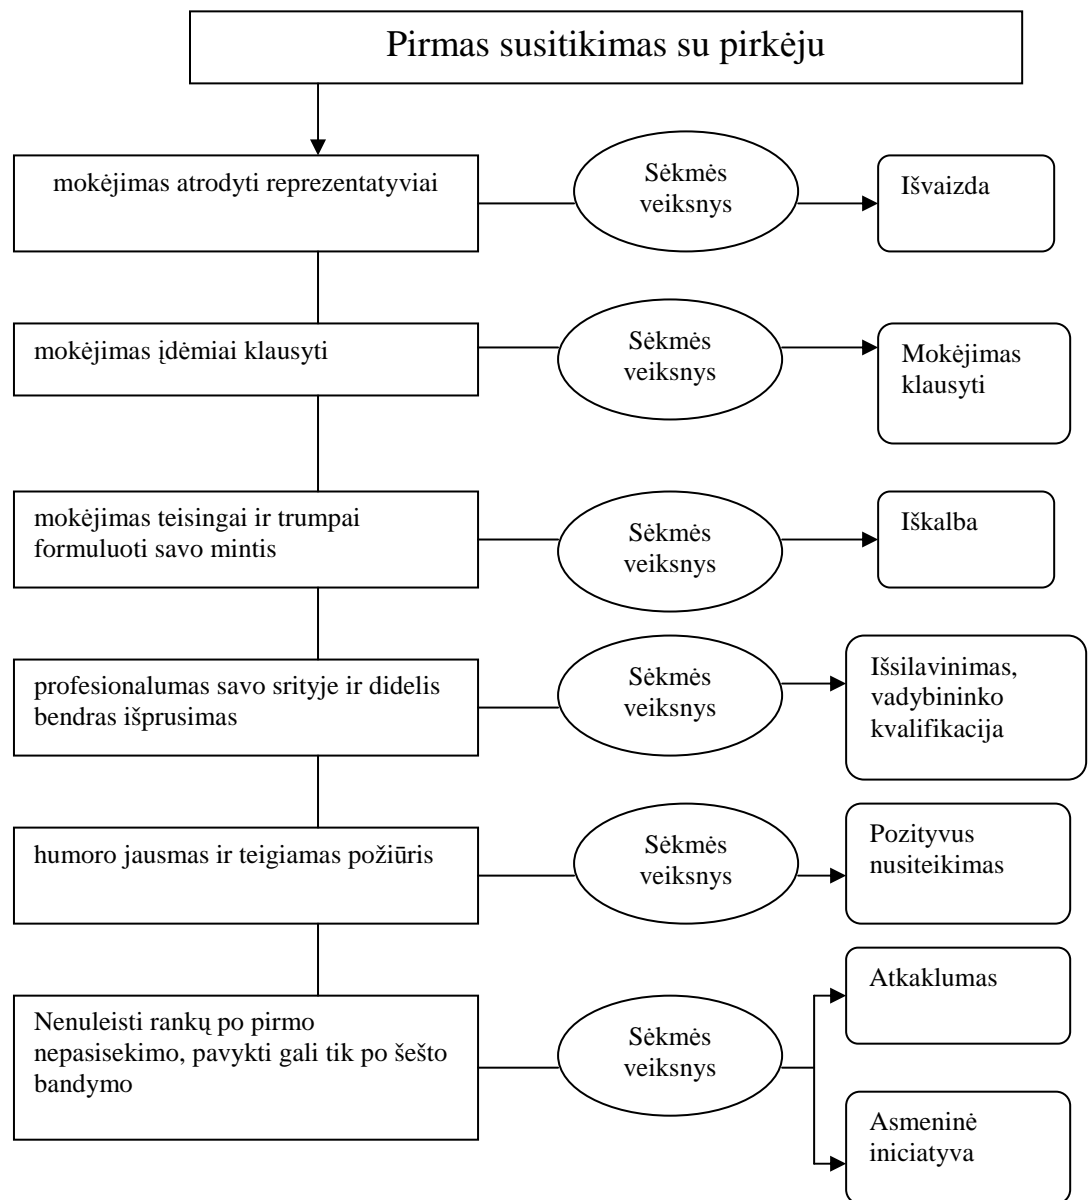 Pirmas susitikimas su pirkėju
mokėjimas atrodyti reprezentatyviai
Sėkmės
veiksnys
Išvaizda
mokėjimas įdėmiai klausyti
Sėkmės
veiksnys
Mokėjimas
klausyti
mokėjimas teisingai ir trumpai
formuluoti savo mintis
Sėkmės
veiksnys
Iškalba
profesionalumas savo srityje ir didelis
bendras išprusimas
Sėkmės
veiksnys
Išsilavinimas,
vadybininko
kvalifikacija
humoro jausmas ir teigiamas požiūris
Sėkmės
veiksnys
Pozityvus
nusiteikimas
Nenuleisti rankų po pirmo
nepasisekimo, pavykti gali tik po šešto
bandymo
Sėkmės
veiksnys
Atkaklumas
Asmeninė
iniciatyva